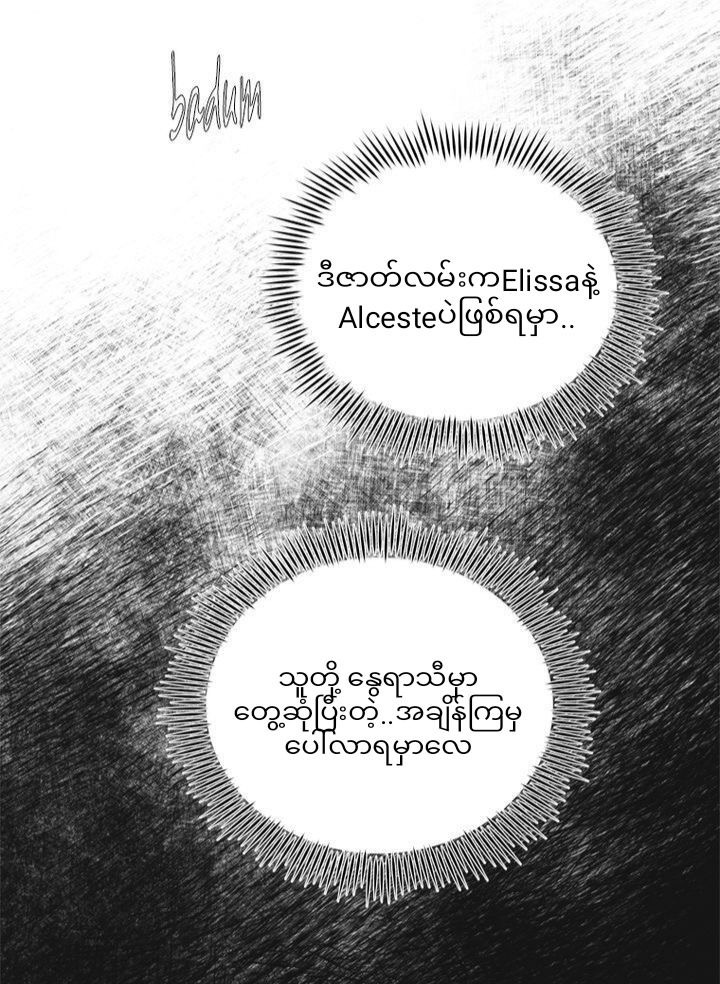 badum
ဒီဇာတ်လမ်းကElissaနဲ့
Alcesteပဲဖြစ်ရမှာ..
သူတို့ နွေရာသီမှာ
တွေ့ဆုံပြီးတဲ့..အချိန်ကြမှ
ပေါ်လာရမှာလေ